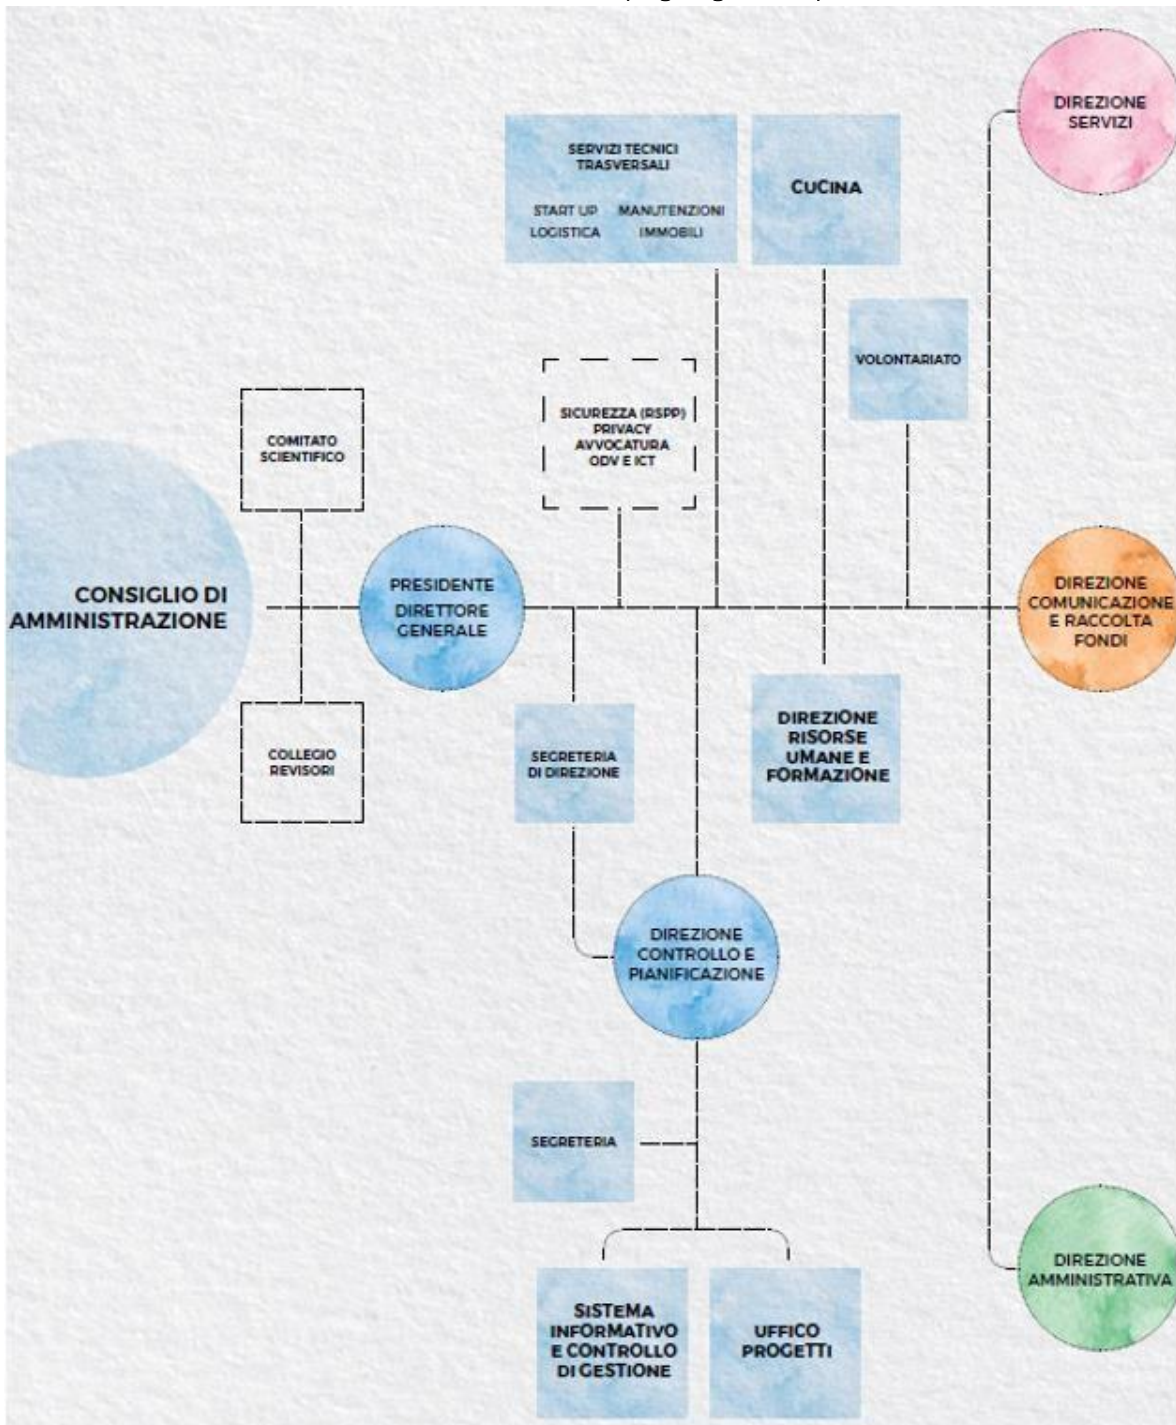 DIREZIONE
SERVIZI
SERVIZI TECNICI
TRASVERSALI
START UP
LOGISTICA
MANUTENZIONI
IMMOBILI
CUCINA
VOLONTARIATO
SICUREZZA (RSPP)
PRIVACY
AVVOCATURA
ODV E ICT
COMITATO
SCIENTIFICO
CONSIGLIO DI
AMMINISTRAZIONE
PRESIDENTE
DIRETTORE
GENERALE
DIREZIONE
COMUNICAZIONE
E RACCOLTA
FONDI
COLLEGIO
REVISORI
SEGRETERIA
DI DIREZIONE
DIREZIONE
RISORSE
UMANE E
FORMAZIONE
DIREZIONE
CONTROLLO E
PIANIFICAZIONE
SEGRETERIA
SISTEMA
INFORMATIVO
E CONTROLLO
DI GESTIONE
UFFICO
PROGETTI
DIREZIONE
AMMINISTRATIVA